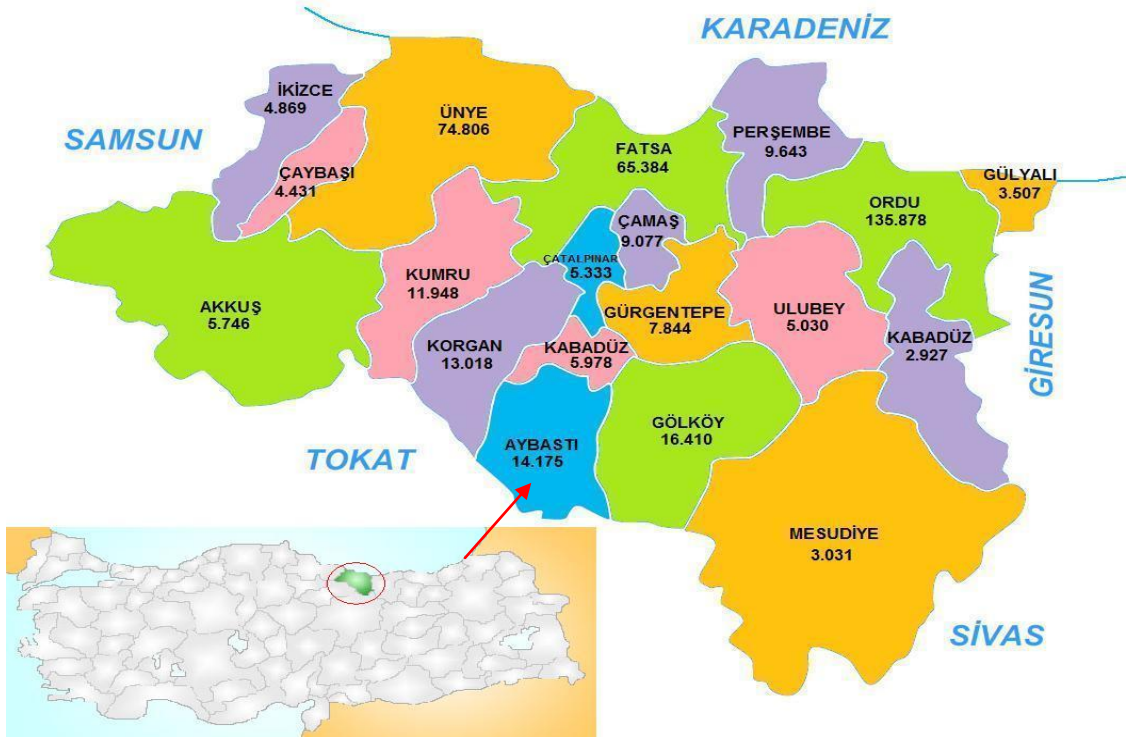 KARADENİZ
İKİZCE
4.869
ÜNYE
74.806
SAMSUN
PERŞEMBE
9.643
FATSA
65.384
ÇAYBAŞI
4.431
GÜLYALI
3.507
ORDU
135.878
ÇAMAŞ
9.077
ÇATALPINAR
5.333
KUMRU
11.948
AKKUŞ
5.746
GÜRGENTEPE
7.844
ULUBEY
5.030
KORGAN
13.018
KABADÜZ
5.978
KABADÜZ
2.927
GİRESUN
GÖLKÖY
16.410
AYBASTI
14.175
TOKAT
MESUDİYE
3.031
SİVAS